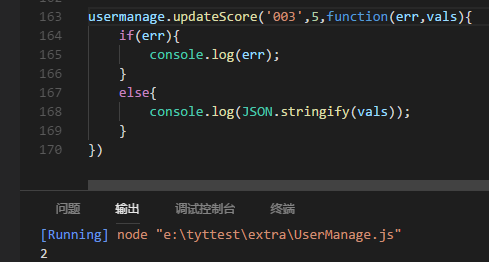 163 usermanage.updateScore('003',5,function(err,vals){
164     if(err){
165         console.log(err);
166     }
167     else{
168         console.log(JSON.stringify(vals));
169     }
170 })
问题 输出 调试控制台 终端
[Running] node "e:\tyttest\extra\UserManage.js"
2